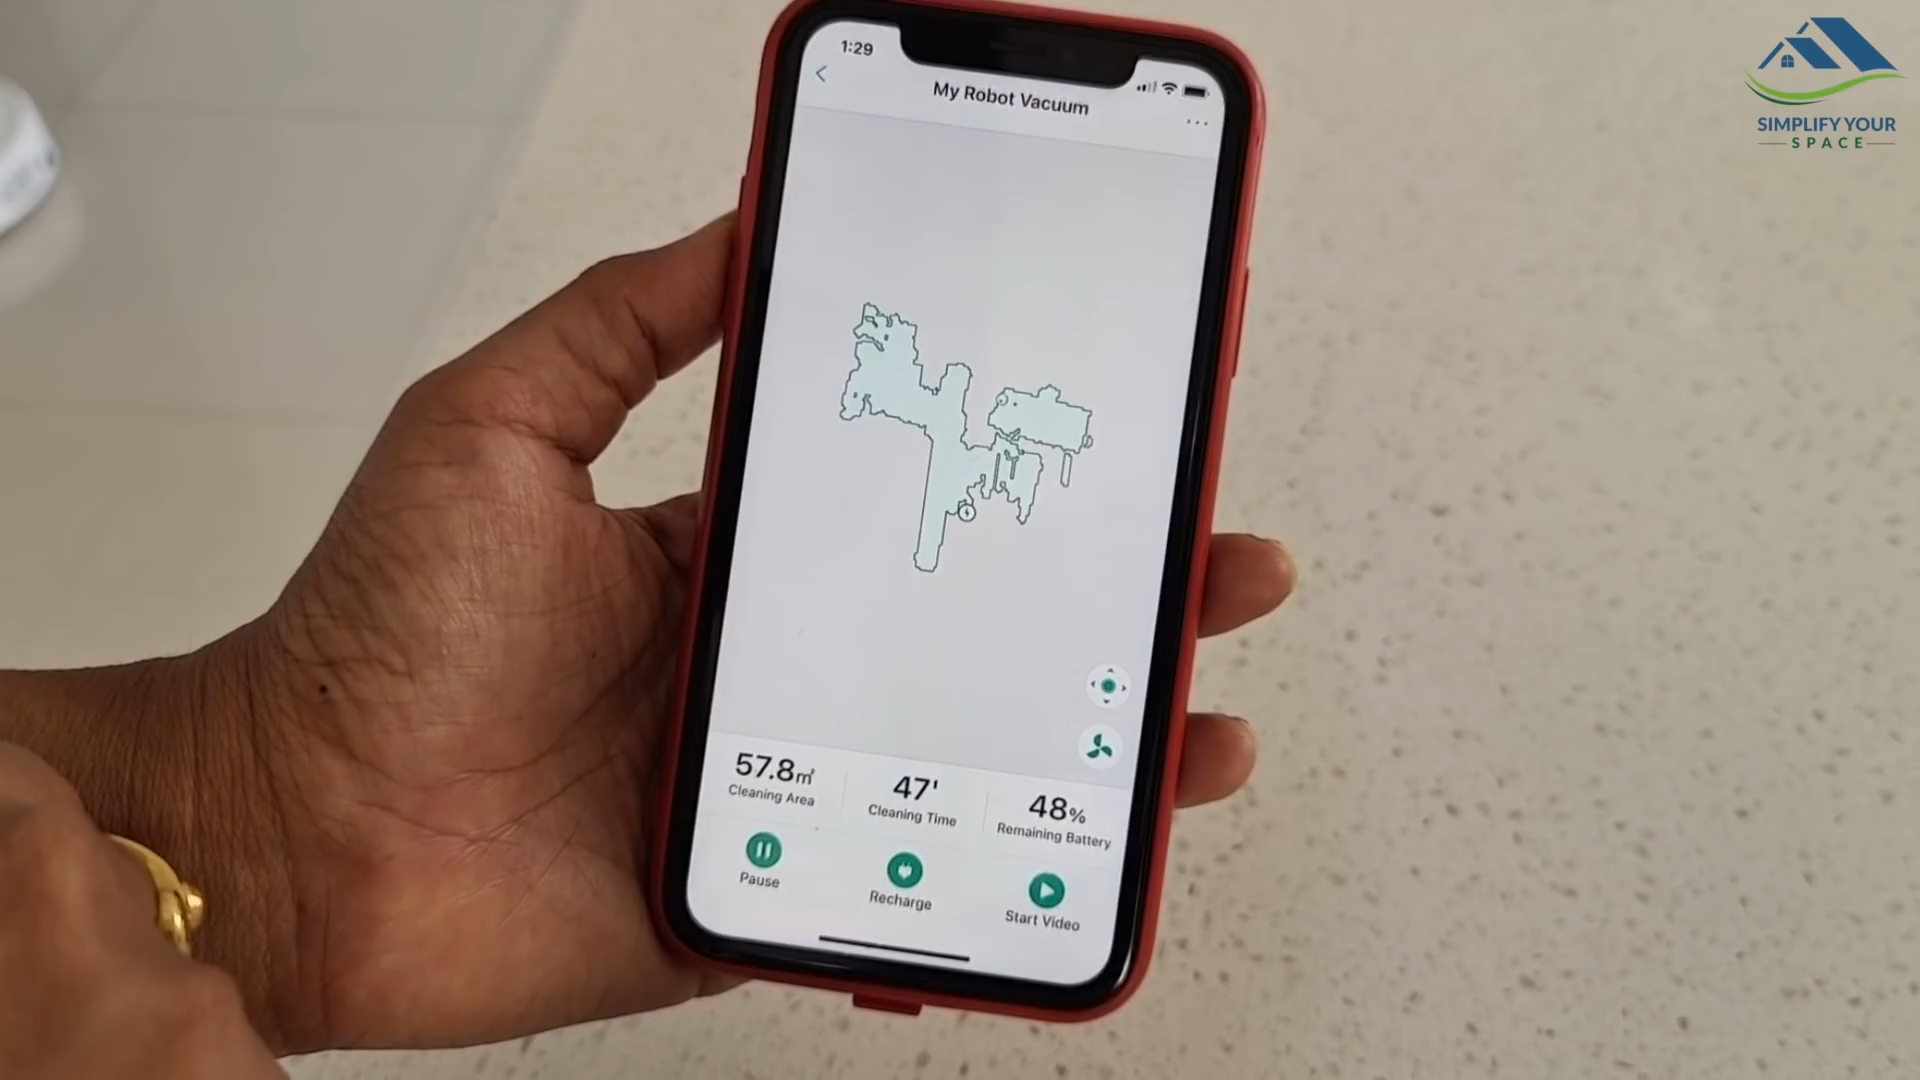 1:29
My Robot Vacuum
57.8㎡
Cleaning Area
47'
Cleaning Time
48%
Remaining Battery
Pause
Recharge
Start Video
SIMPLIFY YOUR
SPACE